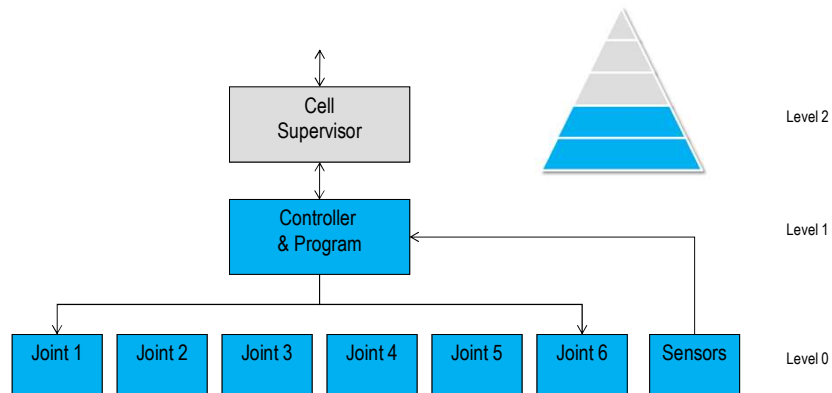 Cell
Supervisor
Level 2
Controller
& Program
Level 1
Joint 1
Joint 2
Joint 3
Joint 4
Joint 5
Joint 6
Sensors
Level 0